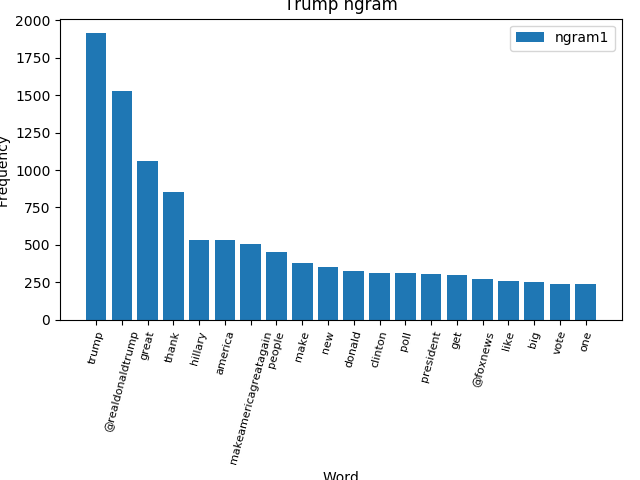 Trump ngram
ngram1
Frequency
2000
1750
1500
1250
1000
750
500
250
0
trump
@realdonaldtrump
great
thank
hillary
america
makeamericagreatagain
people
make
new
donald
clinton
poll
president
get
@foxnews
like
big
vote
one
Word